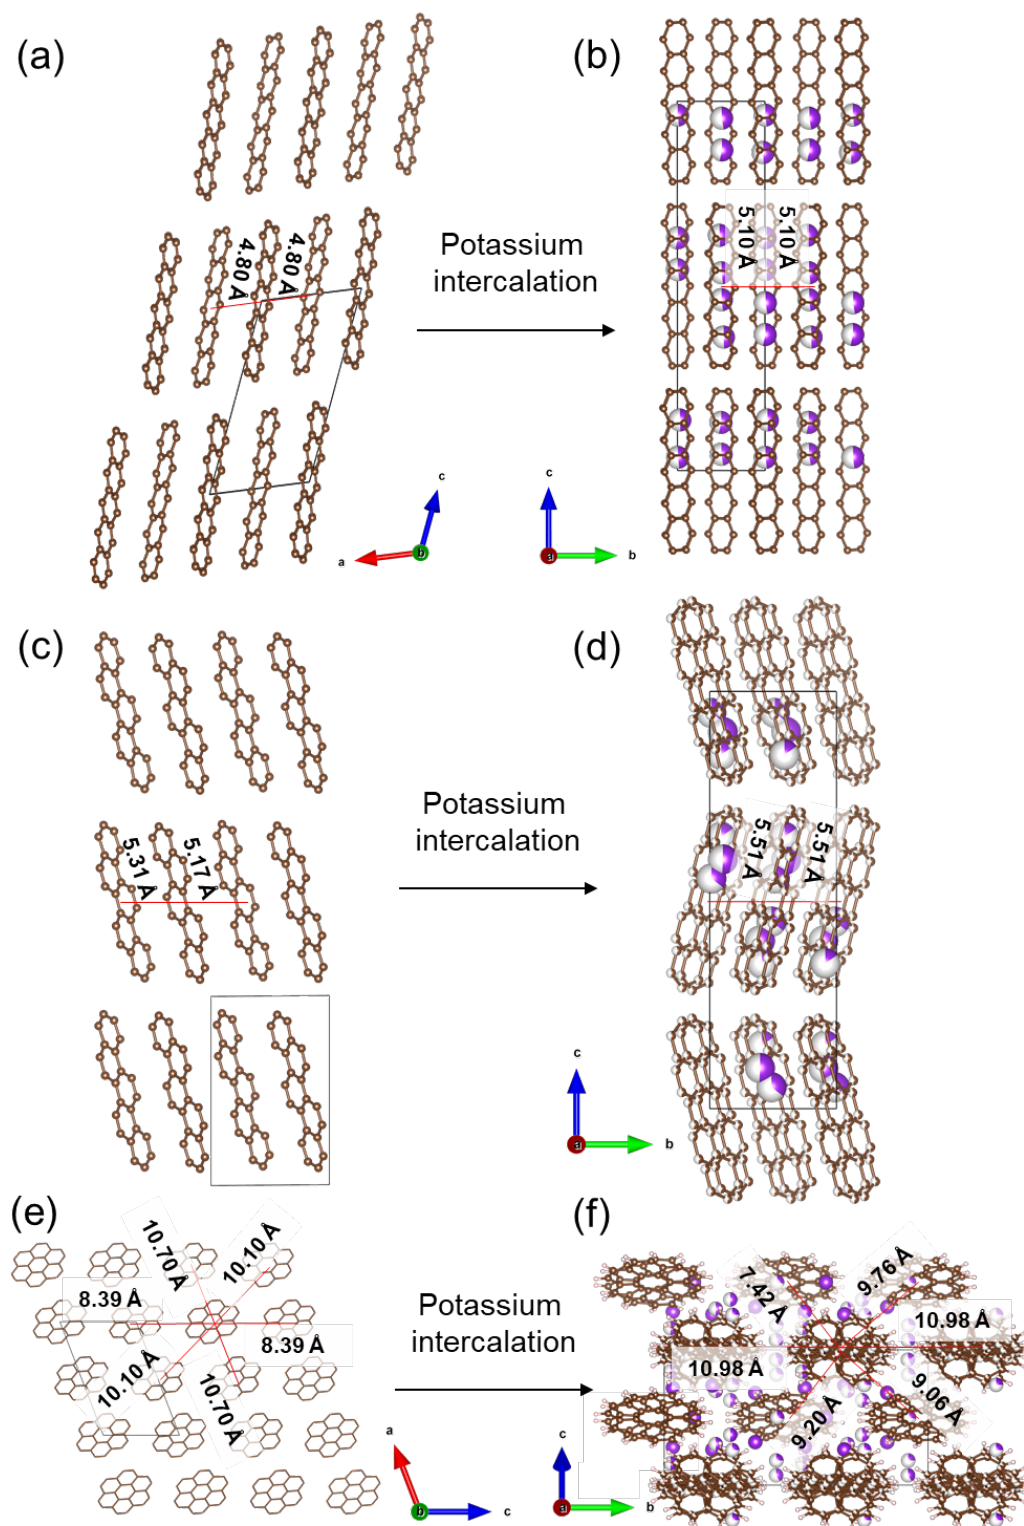 (a)
(b)
4.80 Å
4.80 Å
Potassium
intercalation
5.10 Å
5.10 Å
c
a
b
c
a
b
(c)
(d)
5.31 Å
5.17 Å
Potassium
intercalation
5.51 Å
5.51 Å
c
a
b
(e)
(f)
10.70 Å
10.10 Å
8.39 Å
8.39 Å
10.10 Å
10.70 Å
Potassium
intercalation
7.42 Å
9.76 Å
10.98 Å
10.98 Å
9.20 Å
9.06 Å
a
b
c
c
a
b